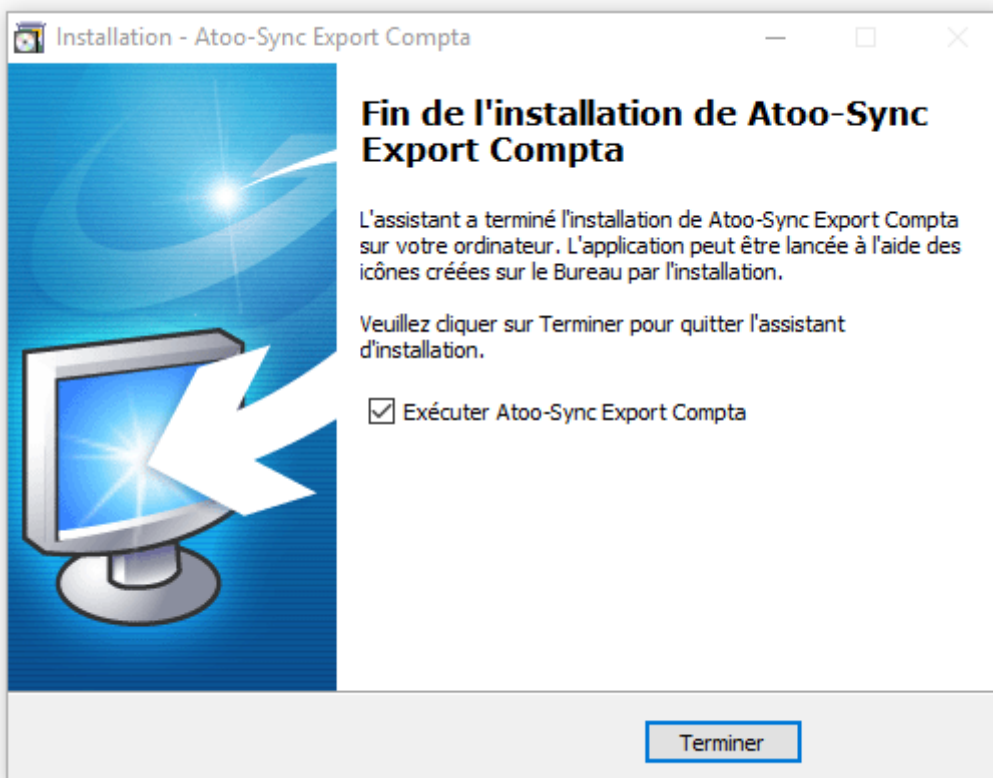 Installation - Atoo-Sync Export Compta
Fin de l'installation de Atoo-Sync
Export Compta
L'assistant a terminé l'installation de Atoo-Sync Export Compta
sur votre ordinateur. L'application peut être lancée à l'aide des
icônes créées sur le Bureau par l'installation.
Veuillez cliquer sur Terminer pour quitter l'assistant
d'installation.
Exécuter Atoo-Sync Export Compta
Terminer